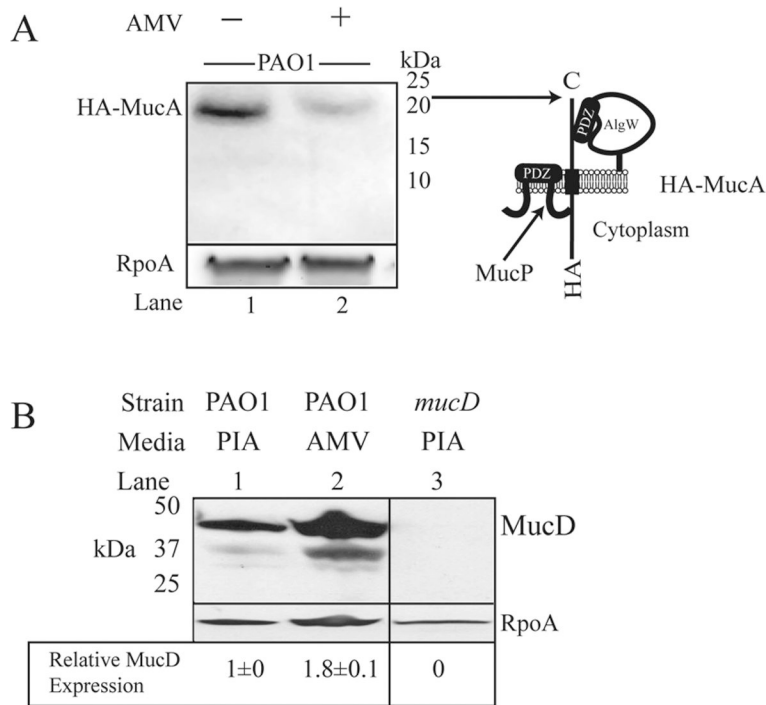 A
AMV − +
PAO1
kDa
HA-MucA
25
20
15
10
RpoA
Lane 1 2
C
PDZ
AlgW
PDZ
HA-MucA
Cytoplasm
MucP
HA
B
Strain PAO1 PAO1 mucD
Media PIA AMV PIA
Lane 1 2 3
50
MucD
kDa 37
25
RpoA
Relative MucD
Expression 1±0 1.8±0.1 0